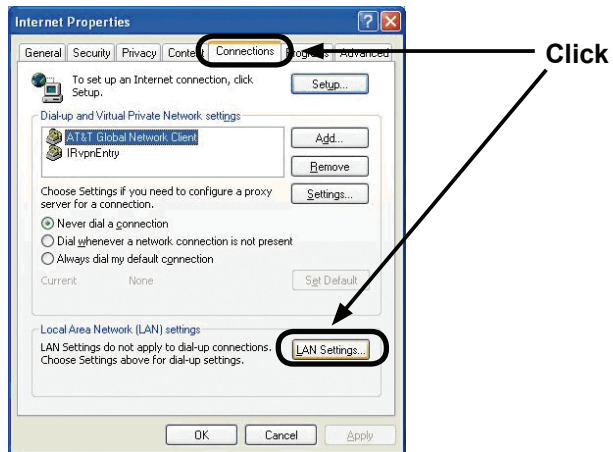 Internet Properties
General Security Privacy Content Connections Programs Advanced
Click
To set up an Internet connection, click
Setup.
Setup...
Dial-up and Virtual Private Network settings
AT&T Global Network Client
IRvpnEntry
Add...
Remove
Choose Settings if you need to configure a proxy
server for a connection.
Settings...
Never dial a connection
Dial whenever a network connection is not present
Always dial my default connection
Current None
Set Default
Local Area Network (LAN) settings
LAN Settings do not apply to dial-up connections.
Choose Settings above for dial-up settings.
LAN Settings...
OK Cancel Apply